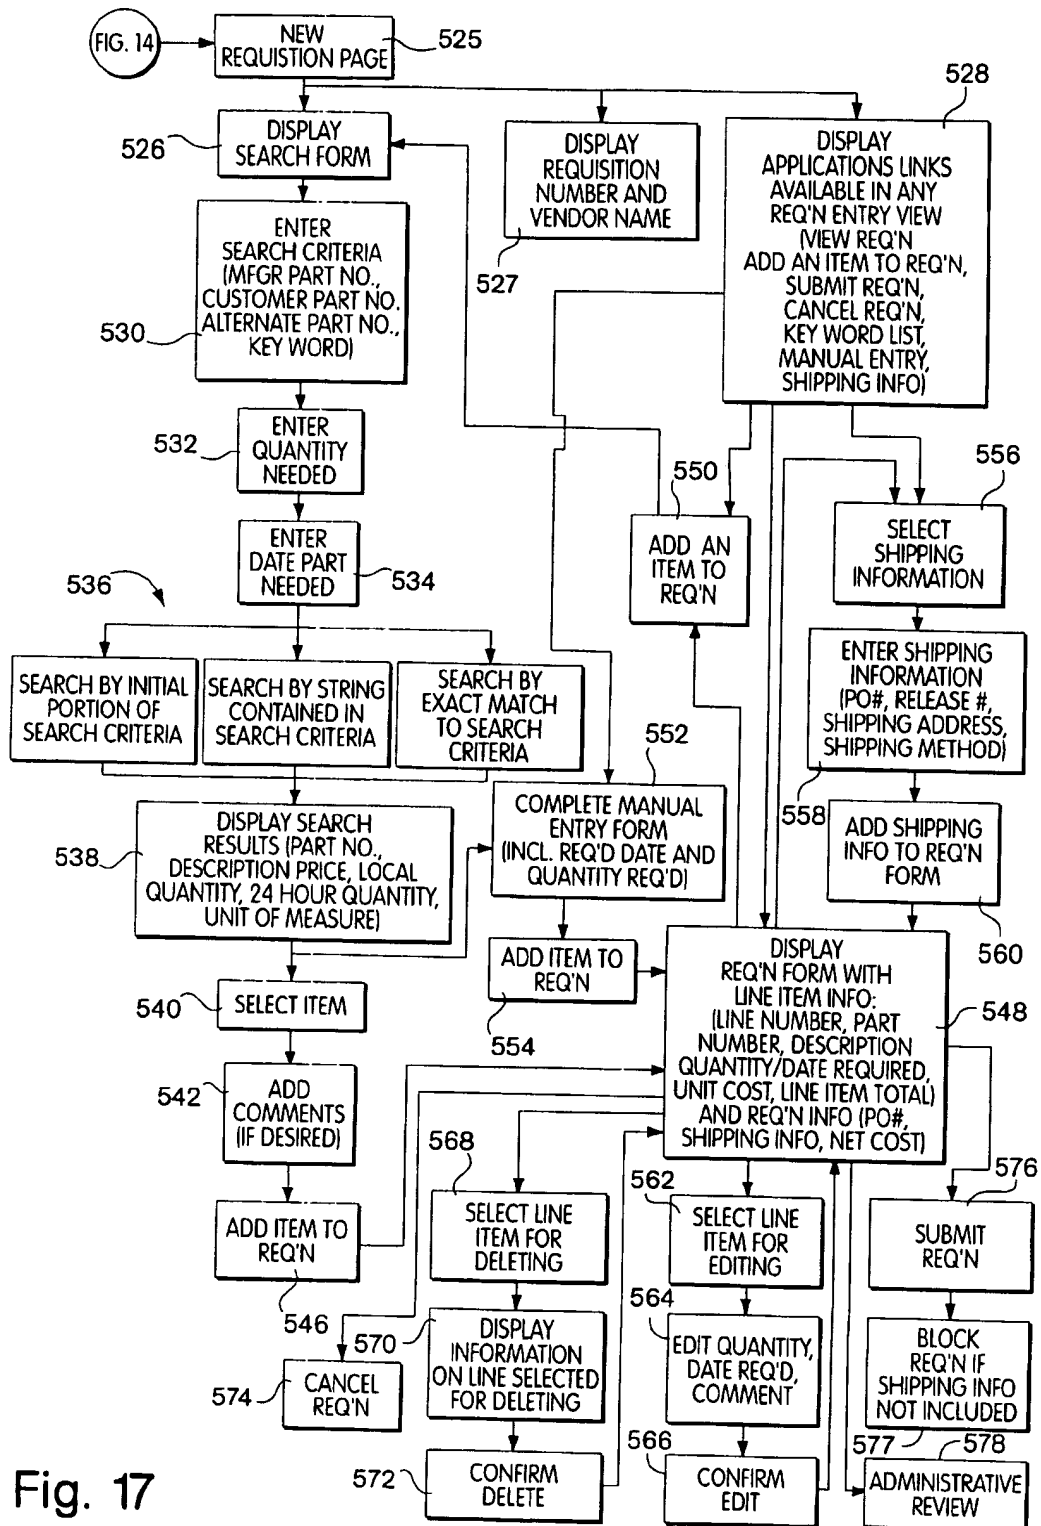 FIG. 14
NEW
REQUISTION PAGE
525
526
DISPLAY
SEARCH FORM
DISPLAY
REQUISITION
NUMBER AND
VENDOR NAME
527
528
DISPLAY
APPLICATIONS LINKS
AVAILABLE IN ANY
REQ'N ENTRY VIEW
(VIEW REQ'N
ADD AN ITEM TO REQ'N,
SUBMIT REQ'N,
CANCEL REQ'N,
KEY WORD LIST,
MANUAL ENTRY,
SHIPPING INFO)
ENTER
SEARCH CRITERIA
(MFGR PART NO.,
CUSTOMER PART NO.
ALTERNATE PART NO.,
KEY WORD)
530
532
ENTER
QUANTITY
NEEDED
ENTER
DATE PART
NEEDED
534
536
550
ADD AN
ITEM TO
REQ'N
556
SELECT
SHIPPING
INFORMATION
SEARCH BY INITIAL
PORTION OF
SEARCH CRITERIA
SEARCH BY STRING
CONTAINED IN
SEARCH CRITERIA
SEARCH BY
EXACT MATCH
TO SEARCH
CRITERIA
ENTER SHIPPING
INFORMATION
(PO#, RELEASE #,
SHIPPING ADDRESS,
SHIPPING METHOD)
558
552
COMPLETE MANUAL
ENTRY FORM
(INCL. REQ'D DATE AND
QUANTITY REQ'D)
538
DISPLAY SEARCH
RESULTS (PART NO.,
DESCRIPTION PRICE, LOCAL
QUANTITY, 24 HOUR QUANTITY,
UNIT OF MEASURE)
ADD SHIPPING
INFO TO REQ'N
FORM
560
ADD ITEM TO
REQ'N
554
DISPLAY
REQ'N FORM WITH
LINE ITEM INFO:
(LINE NUMBER, PART
NUMBER, DESCRIPTION
QUANTITY/DATE REQUIRED,
UNIT COST, LINE ITEM TOTAL)
AND REQ'N INFO (PO#,
SHIPPING INFO, NET COST)
548
540
SELECT ITEM
542
ADD
COMMENTS
(IF DESIRED)
ADD ITEM TO
REQ'N
546
568
SELECT LINE
ITEM FOR
DELETING
562
SELECT LINE
ITEM FOR
EDITING
576
SUBMIT
REQ'N
570
DISPLAY
INFORMATION
ON LINE SELECTED
FOR DELETING
564
EDIT QUANTITY,
DATE REQ'D,
COMMENT
BLOCK
REQ'N IF
SHIPPING INFO
NOT INCLUDED
577
574
CANCEL
REQ'N
572
CONFIRM
DELETE
566
CONFIRM
EDIT
578
ADMINISTRATIVE
REVIEW
Fig. 17